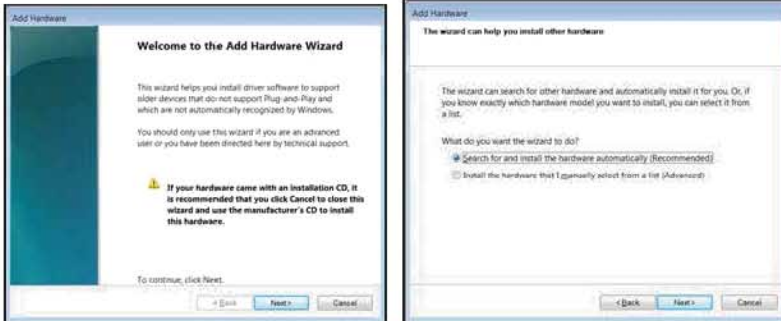 Add Hardware
Welcome to the Add Hardware Wizard
This wizard helps you install driver software to support
older devices that do not support Plug-and-Play and
which are not automatically recognized by Windows.
You should only use this wizard if you are an advanced
user or you have been directed here by technical support.
If your hardware came with an installation CD, it
is recommended that you click Cancel to close this
wizard and use the manufacturer's CD to install
this hardware.
To continue, click Next.
< Back
Next >
Cancel
Add Hardware
The wizard can help you install other hardware
The wizard can search for other hardware and automatically install it for you. Or, if
you know exactly which hardware model you want to install, you can select it from
a list.
What do you want the wizard to do?
Search for and install the hardware automatically (Recommended)
Install the hardware that I manually select from a list (Advanced)
< Back
Next >
Cancel